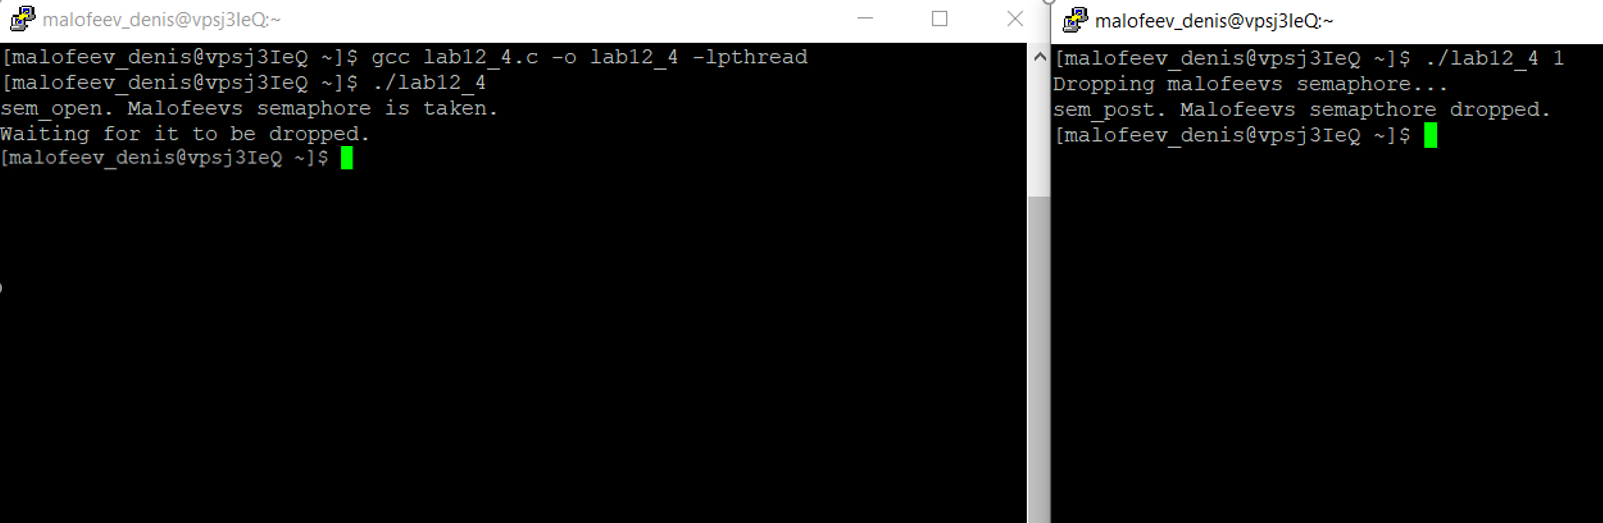 malofeev_denis@vpsj3IeQ:~
[malofeev_denis@vpsj3IeQ ~]$ gcc lab12_4.c -o lab12_4 -lpthread
[malofeev_denis@vpsj3IeQ ~]$ ./lab12_4
sem_open. Malofeevs semaphore is taken.
Waiting for it to be dropped.
[malofeev_denis@vpsj3IeQ ~]$
malofeev_denis@vpsj3IeQ:~
[malofeev_denis@vpsj3IeQ ~]$ ./lab12_4 1
Dropping malofeevs semaphore...
sem_post. Malofeevs semapthore dropped.
[malofeev_denis@vpsj3IeQ ~]$